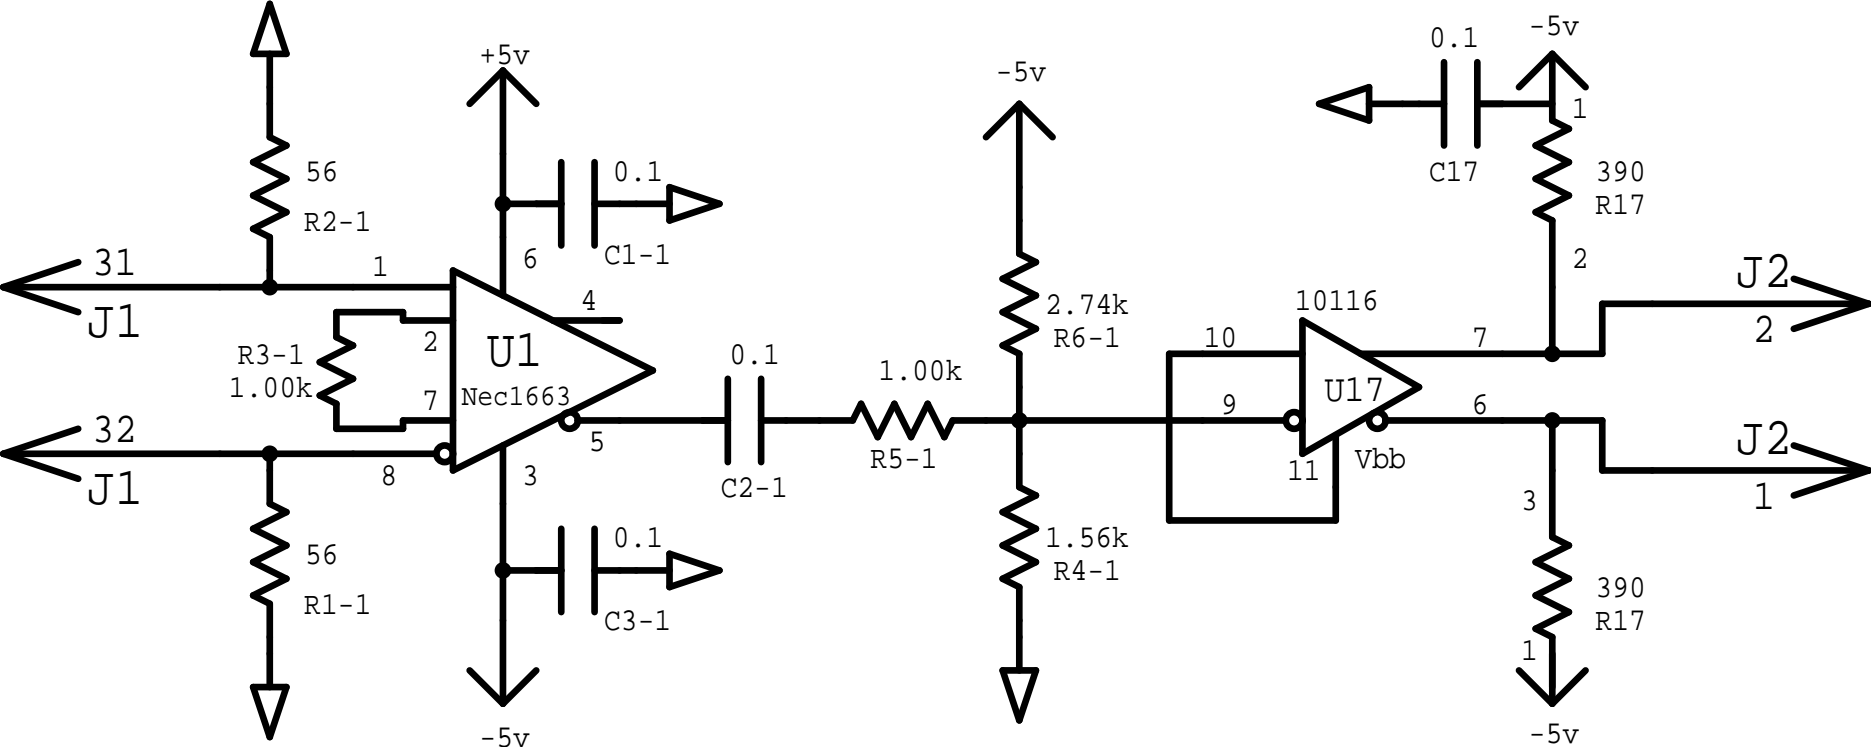 +5v
0.1
C1-1
56
R2-1
31
J1
1
6
4
2
R3-1
1.00k
U1
Nec1663
7
5
32
J1
8
3
56
R1-1
0.1
C3-1
-5v
0.1
C2-1
1.00k
R5-1
-5v
2.74k
R6-1
1.56k
R4-1
0.1
C17
-5v
1
390
R17
2
10116
10
7
U17
9
6
11
Vbb
J2
2
J2
1
3
390
R17
1
-5v